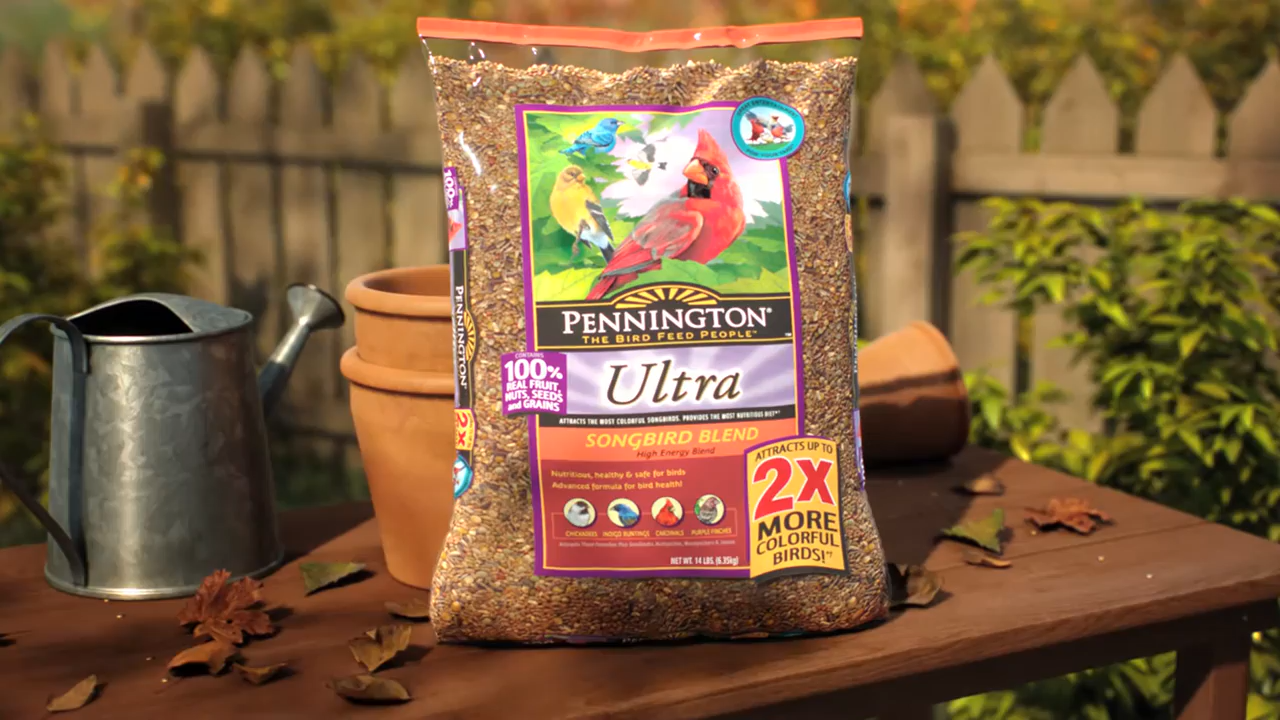 PENNINGTON®
THE BIRD FEED PEOPLE™
CONTAINS
100%
REAL FRUIT,
NUTS, SEEDS
and GRAINS
Ultra
ATTRACTS THE MOST COLORFUL SONGBIRDS. PROVIDES THE MOST NUTRITIOUS DIET
SONGBIRD BLEND
High Energy Blend
Nutritious, healthy & safe for birds
Advanced formula for bird health!
CHICKADEES INDIGO BUNTINGS CARDINALS PURPLE FINCHES
NET WT. 14 LBS. (6.35kg)
ATTRACTS UP TO
2X
MORE
COLORFUL
BIRDS!
100%
PENNINGTON
2X